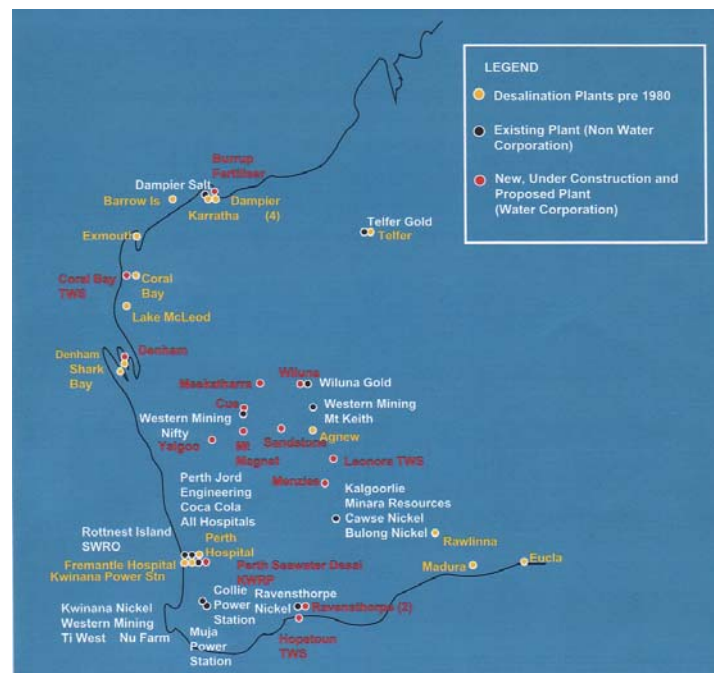 LEGEND
Desalination Plants pre 1980
Existing Plant (Non Water
Corporation)
New, Under Construction and
Proposed Plant
(Water Corporation)
Burrup
Fertiliser
Dampier Salt
Barrow Is
Dampier
Karratha
(4)
Telfer Gold
Telfer
Exmouth
Coral Bay
TWS
Coral
Bay
Lake McLeod
Denham
Denham
Shark
Bay
Meekatharra
Wiluna
Wiluna Gold
Cue
Western Mining
Nifty
Western Mining
Mt Keith
Yalgoo
Mt
Magnet
Sandstone
Agnew
Leonora TWS
Menzies
Perth Jord
Engineering
Coca Cola
All Hospitals
Kalgoorlie
Minara Resources
Cawse Nickel
Bulong Nickel
Rawlinna
Rottnest Island
SWRO
Perth
Hospital
Fremantle Hospital
Kwinana Power Stn
Perth Seawater Desal
KWRP
Madura
Eucla
Collie
Power
Station
Ravensthorpe
Nickel
Ravensthorpe (2)
Kwinana Nickel
Western Mining
Ti West Nu Farm
Muja
Power
Station
Hopetoun
TWS